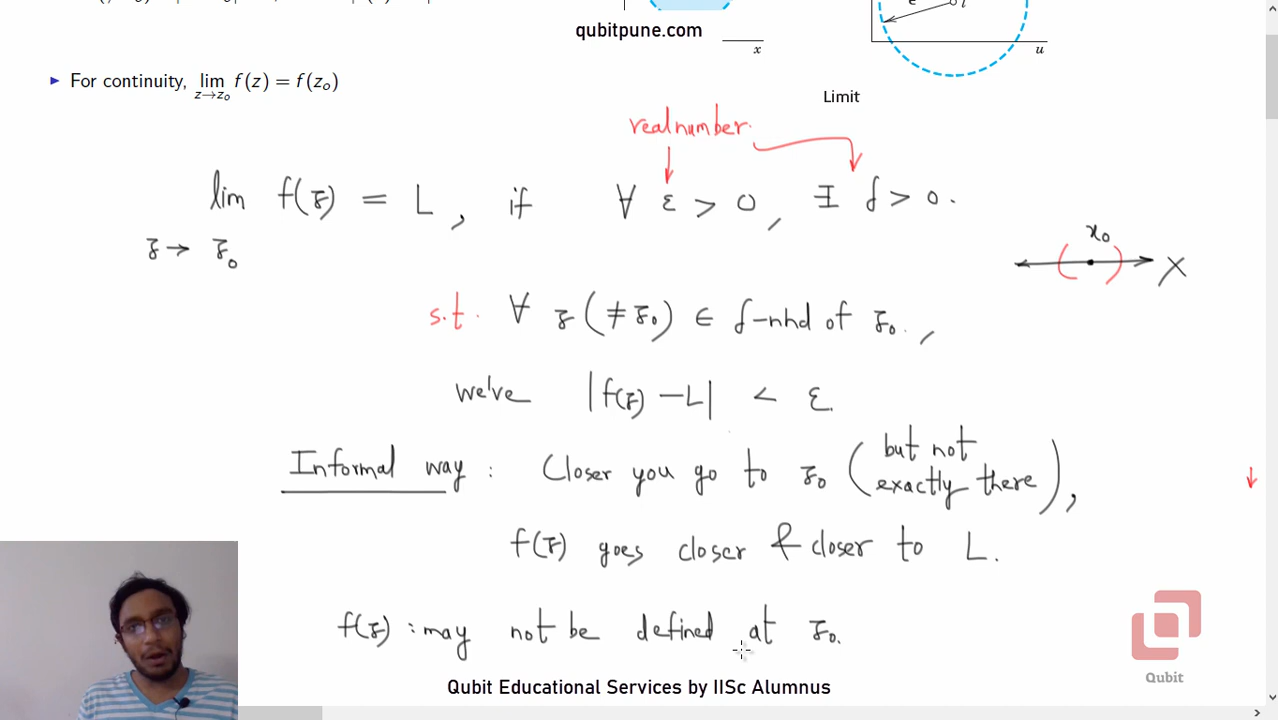 qubitpune.com
x
u
ε
l
▶ For continuity, lim f(z) = f(z₀)
z→z₀
Limit
real number.
lim f(z) = L, if ∀ ε > 0, ∃ δ > 0.
z → z₀
x₀
X
s.t. ∀ z (≠ z₀) ∈ δ-nhd of z₀.,
we've |f(z) – L| < ε.
Informal way : Closer you go to z₀ (but not
exactly there),
f(z) goes closer & closer to L.
f(z) : may not be defined at z₀.
Qubit
Qubit Educational Services by IISc Alumnus